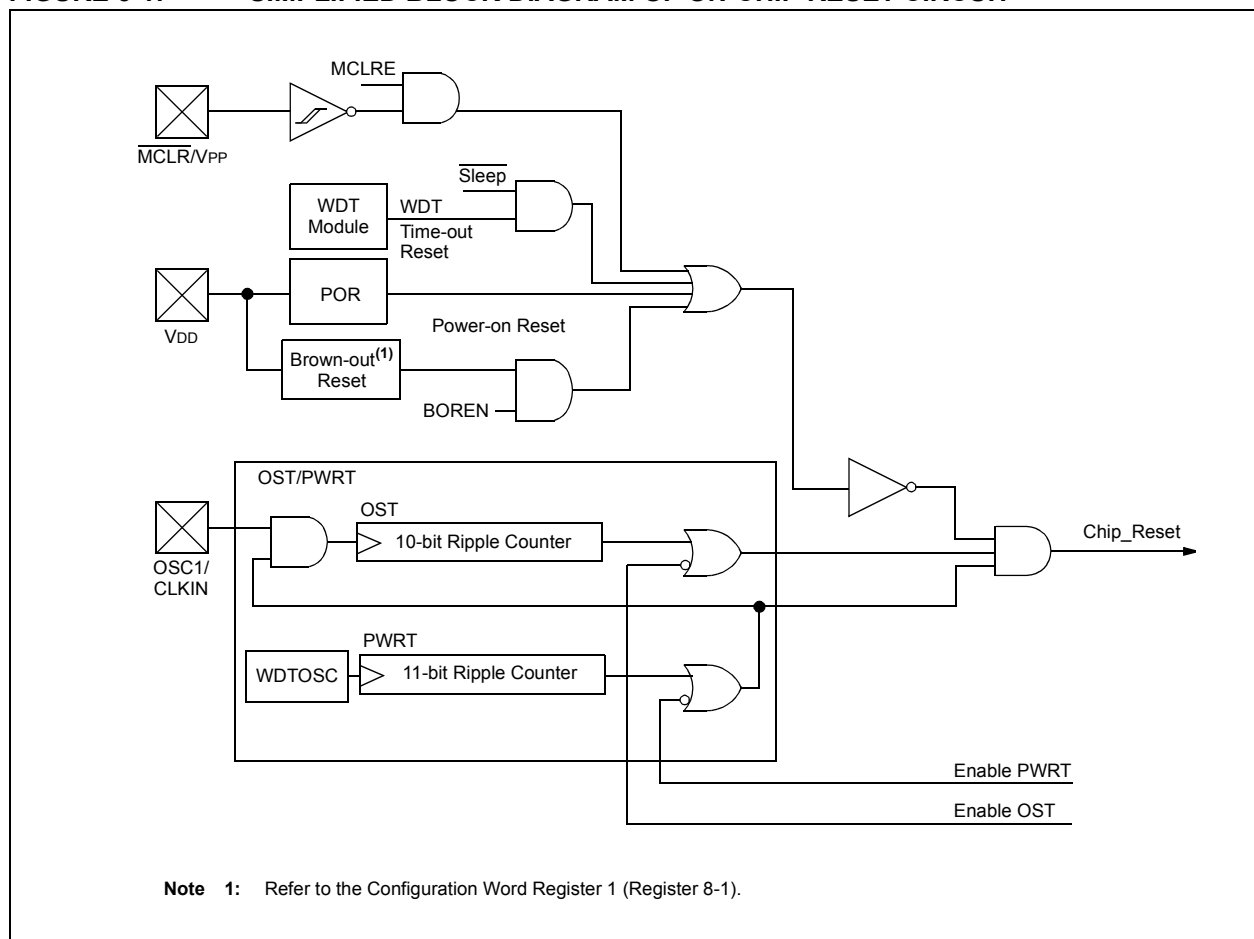 MCLRE
MCLR/VPP
Sleep
WDT
Module
WDT
Time-out
Reset
POR
VDD
Power-on Reset
Brown-out(1)
Reset
BOREN
OST/PWRT
OST
10-bit Ripple Counter
OSC1/
CLKIN
Chip_Reset
PWRT
WDTOSC
11-bit Ripple Counter
Enable PWRT
Enable OST
Note 1: Refer to the Configuration Word Register 1 (Register 8-1).